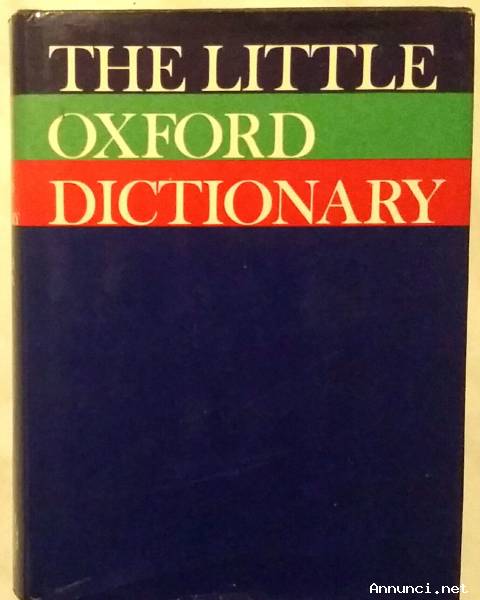 THE LITTLE
OXFORD
DICTIONARY
Annunci.net